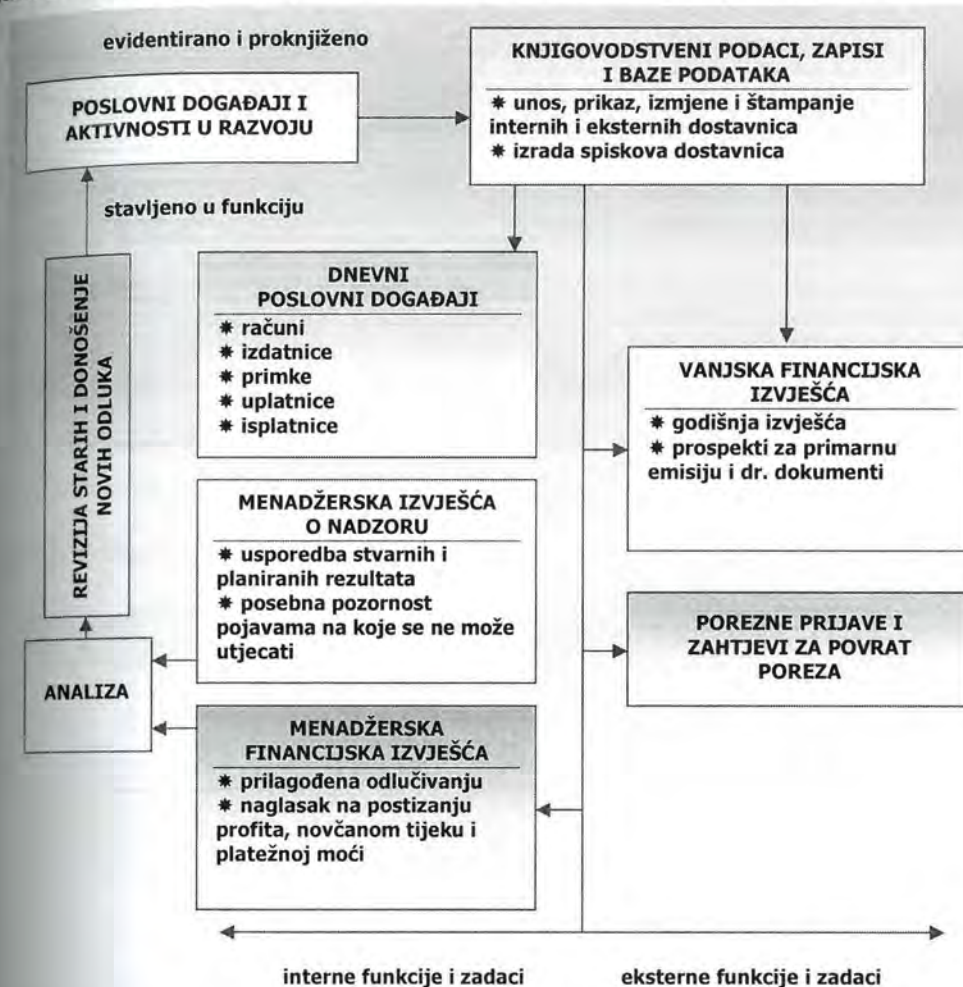 evidentirano i proknjiženo
KNJIGOVODSTVENI PODACI, ZAPISI
I BAZE PODATAKA
✷ unos, prikaz, izmjene i štampanje
internih i eksternih dostavnica
✷ izrada spiskova dostavnica
POSLOVNI DOGAĐAJI I
AKTIVNOSTI U RAZVOJU
stavljeno u funkciju
REVIZIJA STARIH I DONOŠENJE
NOVIH ODLUKA
DNEVNI
POSLOVNI DOGAĐAJI
✷ računi
✷ izdatnice
✷ primke
✷ uplatnice
✷ isplatnice
VANJSKA FINANCIJSKA
IZVJEŠĆA
✷ godišnja izvješća
✷ prospekti za primarnu
emisiju i dr. dokumenti
MENADŽERSKA IZVJEŠĆA
O NADZORU
✷ usporedba stvarnih i
planiranih rezultata
✷ posebna pozornost
pojavama na koje se ne može
utjecati
POREZNE PRIJAVE I
ZAHTJEVI ZA POVRAT
POREZA
ANALIZA
MENADŽERSKA
FINANCIJSKA IZVJEŠĆA
✷ prilagođena odlučivanju
✷ naglasak na postizanju
profita, novčanom tijeku i
platežnoj moći
interne funkcije i zadaci
eksterne funkcije i zadaci